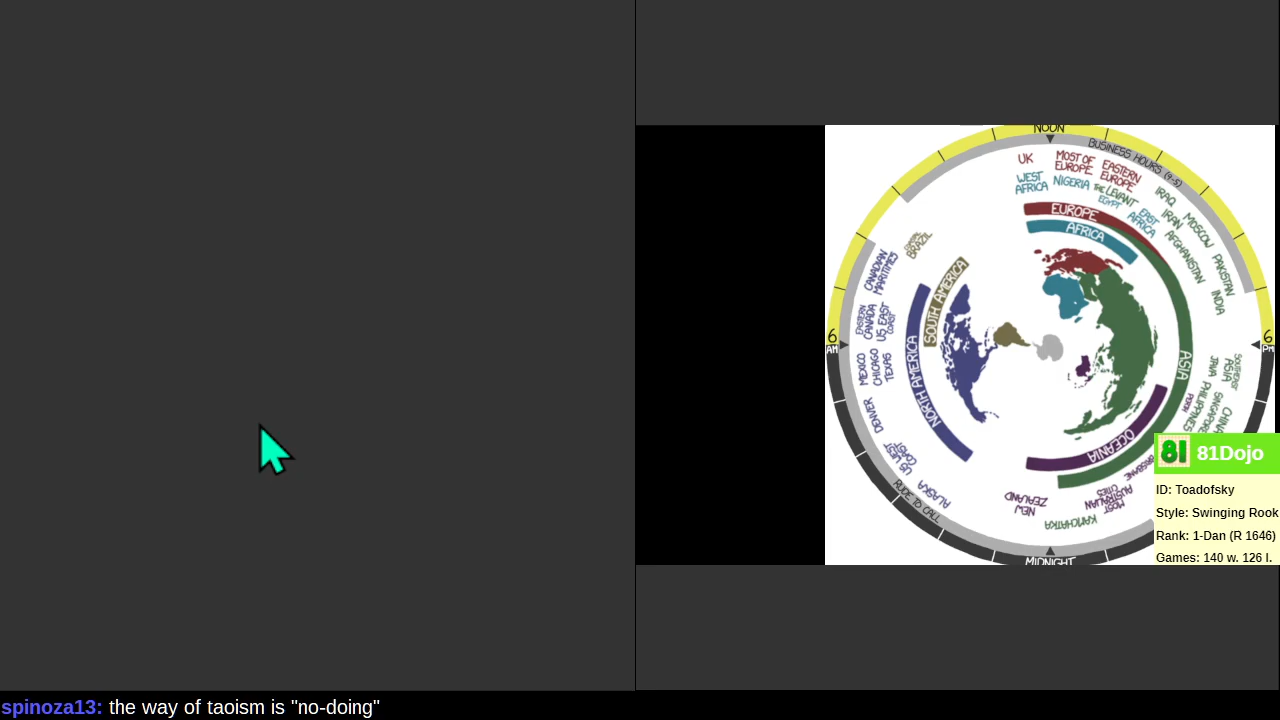 NOON
BUSINESS HOURS (9-5)
UK
MOST OF
EUROPE
EASTERN
EUROPE
WEST
AFRICA
NIGERIA
THE LEVANT
EGYPT
EAST
AFRICA
IRAQ
IRAN
MOSCOW
AFGHANISTAN
PAKISTAN
INDIA
EUROPE
AFRICA
BRAZIL
CANADIAN
MARITIMES
SOUTH AMERICA
EASTERN
CANADA
US EAST
COAST
6
AM
6
PM
MEXICO
CHICAGO
TEXAS
NORTH AMERICA
ASIA
SOUTHEAST
ASIA
JAVA
CHINA
SINGAPORE
PHILIPPINES
PERTH
DENVER
US WEST
COAST
OCEANIA
BRISBANE
ALASKA
RUDE TO CALL
NEW
ZEALAND
MOST
AUSTRALIAN
CITIES
KAMCHATKA
MIDNIGHT
81 81Dojo
ID: Toadofsky
Style: Swinging Rook
Rank: 1-Dan (R 1646)
Games: 140 w. 126 l.
spinoza13: the way of taoism is "no-doing"